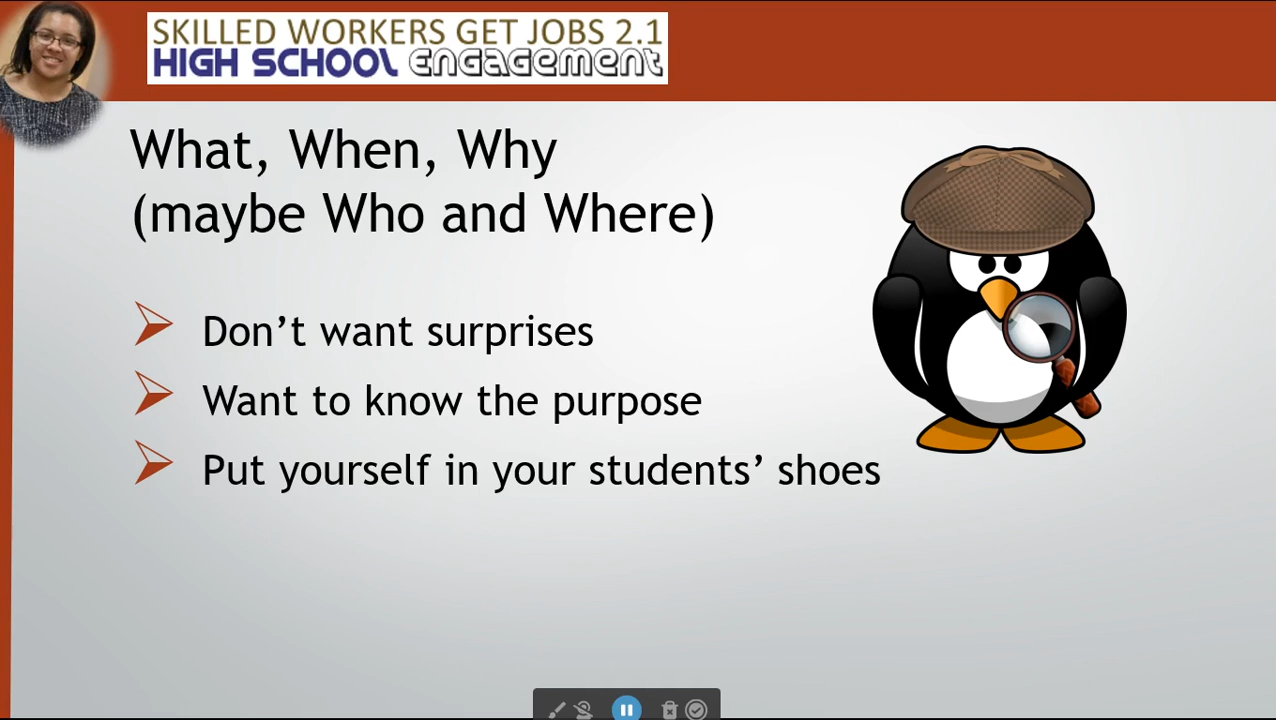 SKILLED WORKERS GET JOBS 2.1
HIGH SCHOOL ENGAGEMENT
What, When, Why
(maybe Who and Where)
Don’t want surprises
Want to know the purpose
Put yourself in your students’ shoes